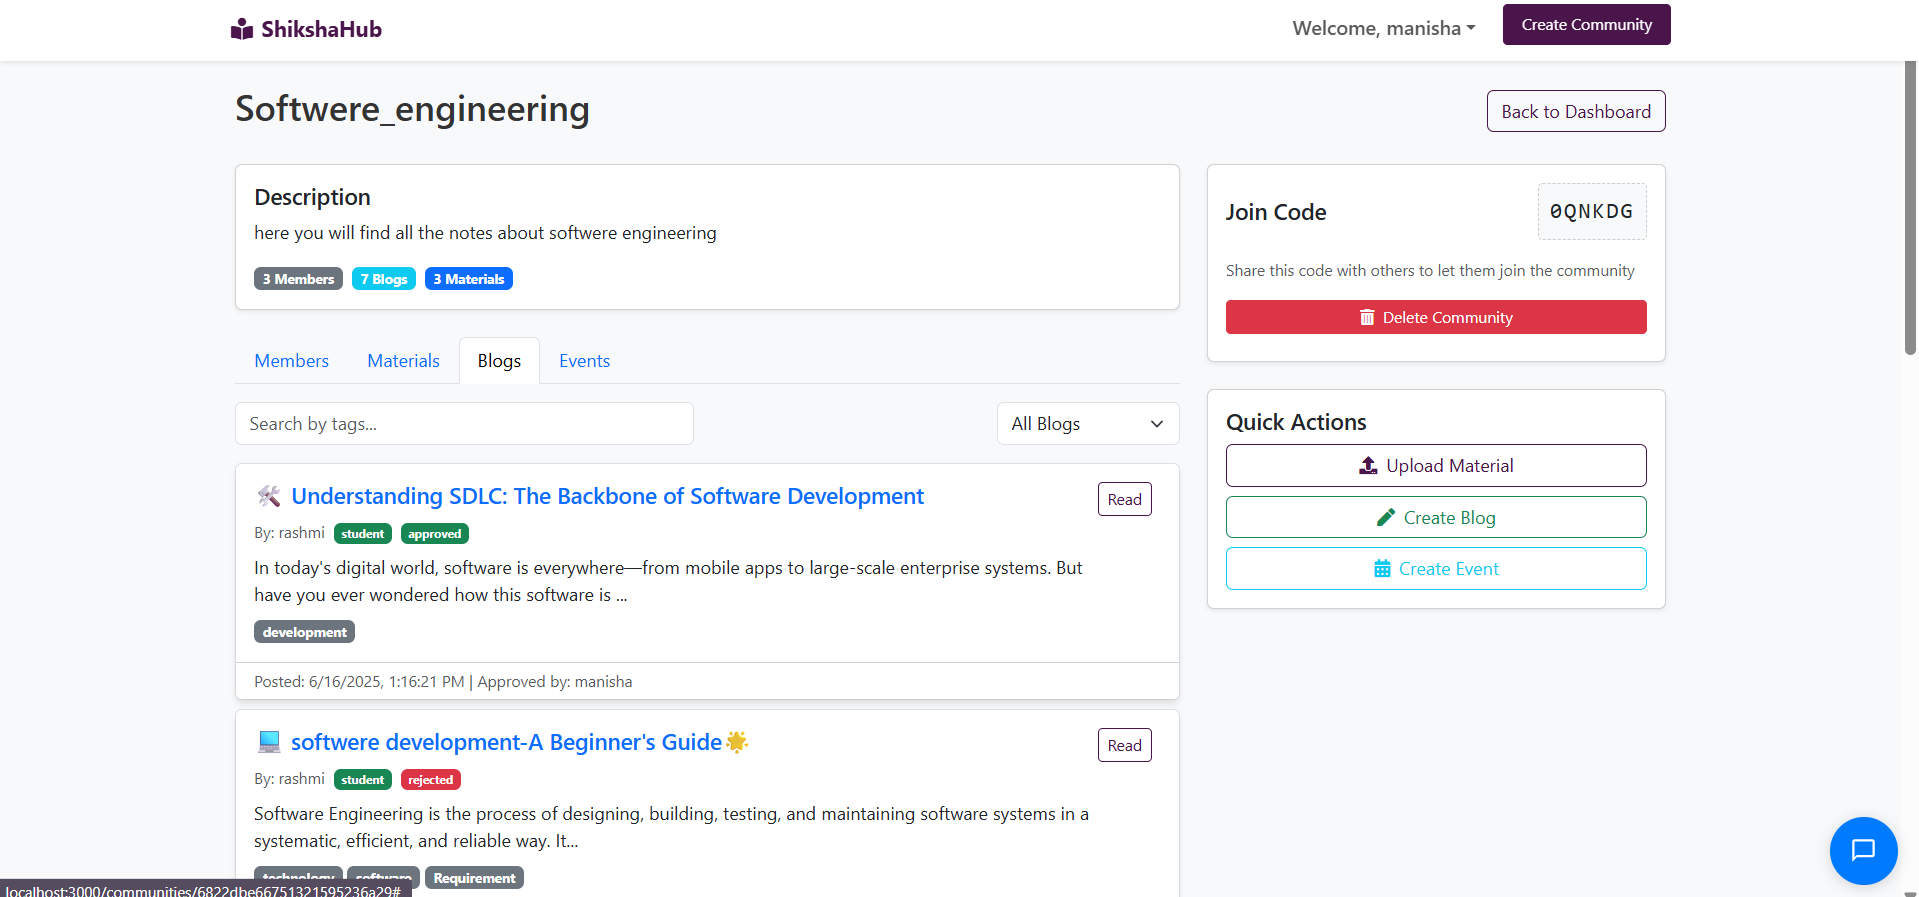 ShikshaHub
Welcome, manisha
Create Community
Softwere_engineering
Back to Dashboard
Description
here you will find all the notes about softwere engineering
3 Members 7 Blogs 3 Materials
Join Code
0QNKDG
Share this code with others to let them join the community
Delete Community
Members Materials Blogs Events
Search by tags...
All Blogs
Quick Actions
Upload Material
Create Blog
Create Event
🛠️ Understanding SDLC: The Backbone of Software Development
Read
By: rashmi student approved
In today's digital world, software is everywhere—from mobile apps to large-scale enterprise systems. But
have you ever wondered how this software is ...
development
Posted: 6/16/2025, 1:16:21 PM | Approved by: manisha
💻 softwere development-A Beginner's Guide🌟
Read
By: rashmi student rejected
Software Engineering is the process of designing, building, testing, and maintaining software systems in a
systematic, efficient, and reliable way. It...
technology software Requirement
localhost:3000/communities/6822dbe66751321595236a29#